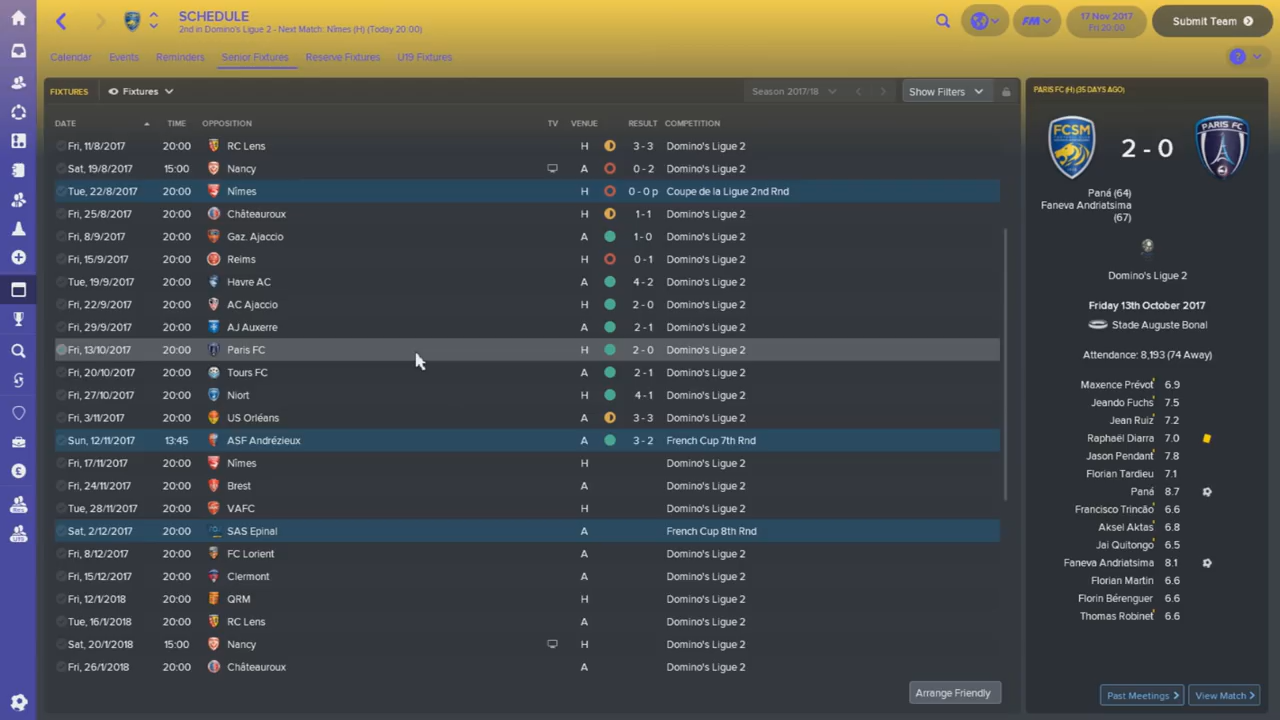 SCHEDULE
2nd in Domino's Ligue 2 - Next Match: Nîmes (H) (Today 20:00)
FM
17 Nov 2017
Fri 20:00
Submit Team
Calendar Events Reminders Senior Fixtures Reserve Fixtures U19 Fixtures
?
FIXTURES Fixtures Season 2017/18 Show Filters
DATE TIME OPPOSITION TV VENUE RESULT COMPETITION
Fri, 11/8/2017 20:00 RC Lens H 3 - 3 Domino's Ligue 2
Sat, 19/8/2017 15:00 Nancy A 0 - 2 Domino's Ligue 2
Tue, 22/8/2017 20:00 Nîmes H 0 - 0 p Coupe de la Ligue 2nd Rnd
Fri, 25/8/2017 20:00 Châteauroux H 1 - 1 Domino's Ligue 2
Fri, 8/9/2017 20:00 Gaz. Ajaccio A 1 - 0 Domino's Ligue 2
Fri, 15/9/2017 20:00 Reims H 0 - 1 Domino's Ligue 2
Tue, 19/9/2017 20:00 Havre AC A 4 - 2 Domino's Ligue 2
Fri, 22/9/2017 20:00 AC Ajaccio H 2 - 0 Domino's Ligue 2
Fri, 29/9/2017 20:00 AJ Auxerre A 2 - 1 Domino's Ligue 2
Fri, 13/10/2017 20:00 Paris FC H 2 - 0 Domino's Ligue 2
Fri, 20/10/2017 20:00 Tours FC A 2 - 1 Domino's Ligue 2
Fri, 27/10/2017 20:00 Niort H 4 - 1 Domino's Ligue 2
Fri, 3/11/2017 20:00 US Orléans A 3 - 3 Domino's Ligue 2
Sun, 12/11/2017 13:45 ASF Andrézieux A 3 - 2 French Cup 7th Rnd
Fri, 17/11/2017 20:00 Nîmes H Domino's Ligue 2
Fri, 24/11/2017 20:00 Brest A Domino's Ligue 2
Tue, 28/11/2017 20:00 VAFC H Domino's Ligue 2
Sat, 2/12/2017 20:00 SAS Epinal A French Cup 8th Rnd
Fri, 8/12/2017 20:00 FC Lorient A Domino's Ligue 2
Fri, 15/12/2017 20:00 Clermont A Domino's Ligue 2
Fri, 12/1/2018 20:00 QRM H Domino's Ligue 2
Tue, 16/1/2018 20:00 RC Lens A Domino's Ligue 2
Sat, 20/1/2018 15:00 Nancy H Domino's Ligue 2
Fri, 26/1/2018 20:00 Châteauroux A Domino's Ligue 2
Arrange Friendly
PARIS FC (H) (35 DAYS AGO)
FCSM 2 - 0 PARIS FC
Paná (64)
Faneva Andriatsima
(67)
Domino's Ligue 2
Friday 13th October 2017
Stade Auguste Bonal
Attendance: 8,193 (74 Away)
Maxence Prévot 6.9
Jeando Fuchs 7.5
Jean Ruiz 7.2
Raphaël Diarra 7.0
Jason Pendant 7.8
Florian Tardieu 7.1
Paná 8.7
Francisco Trincão 6.6
Aksel Aktas 6.8
Jai Quitongo 6.5
Faneva Andriatsima 8.1
Florian Martin 6.6
Florin Bérenguer 6.6
Thomas Robinet 6.6
Past Meetings View Match